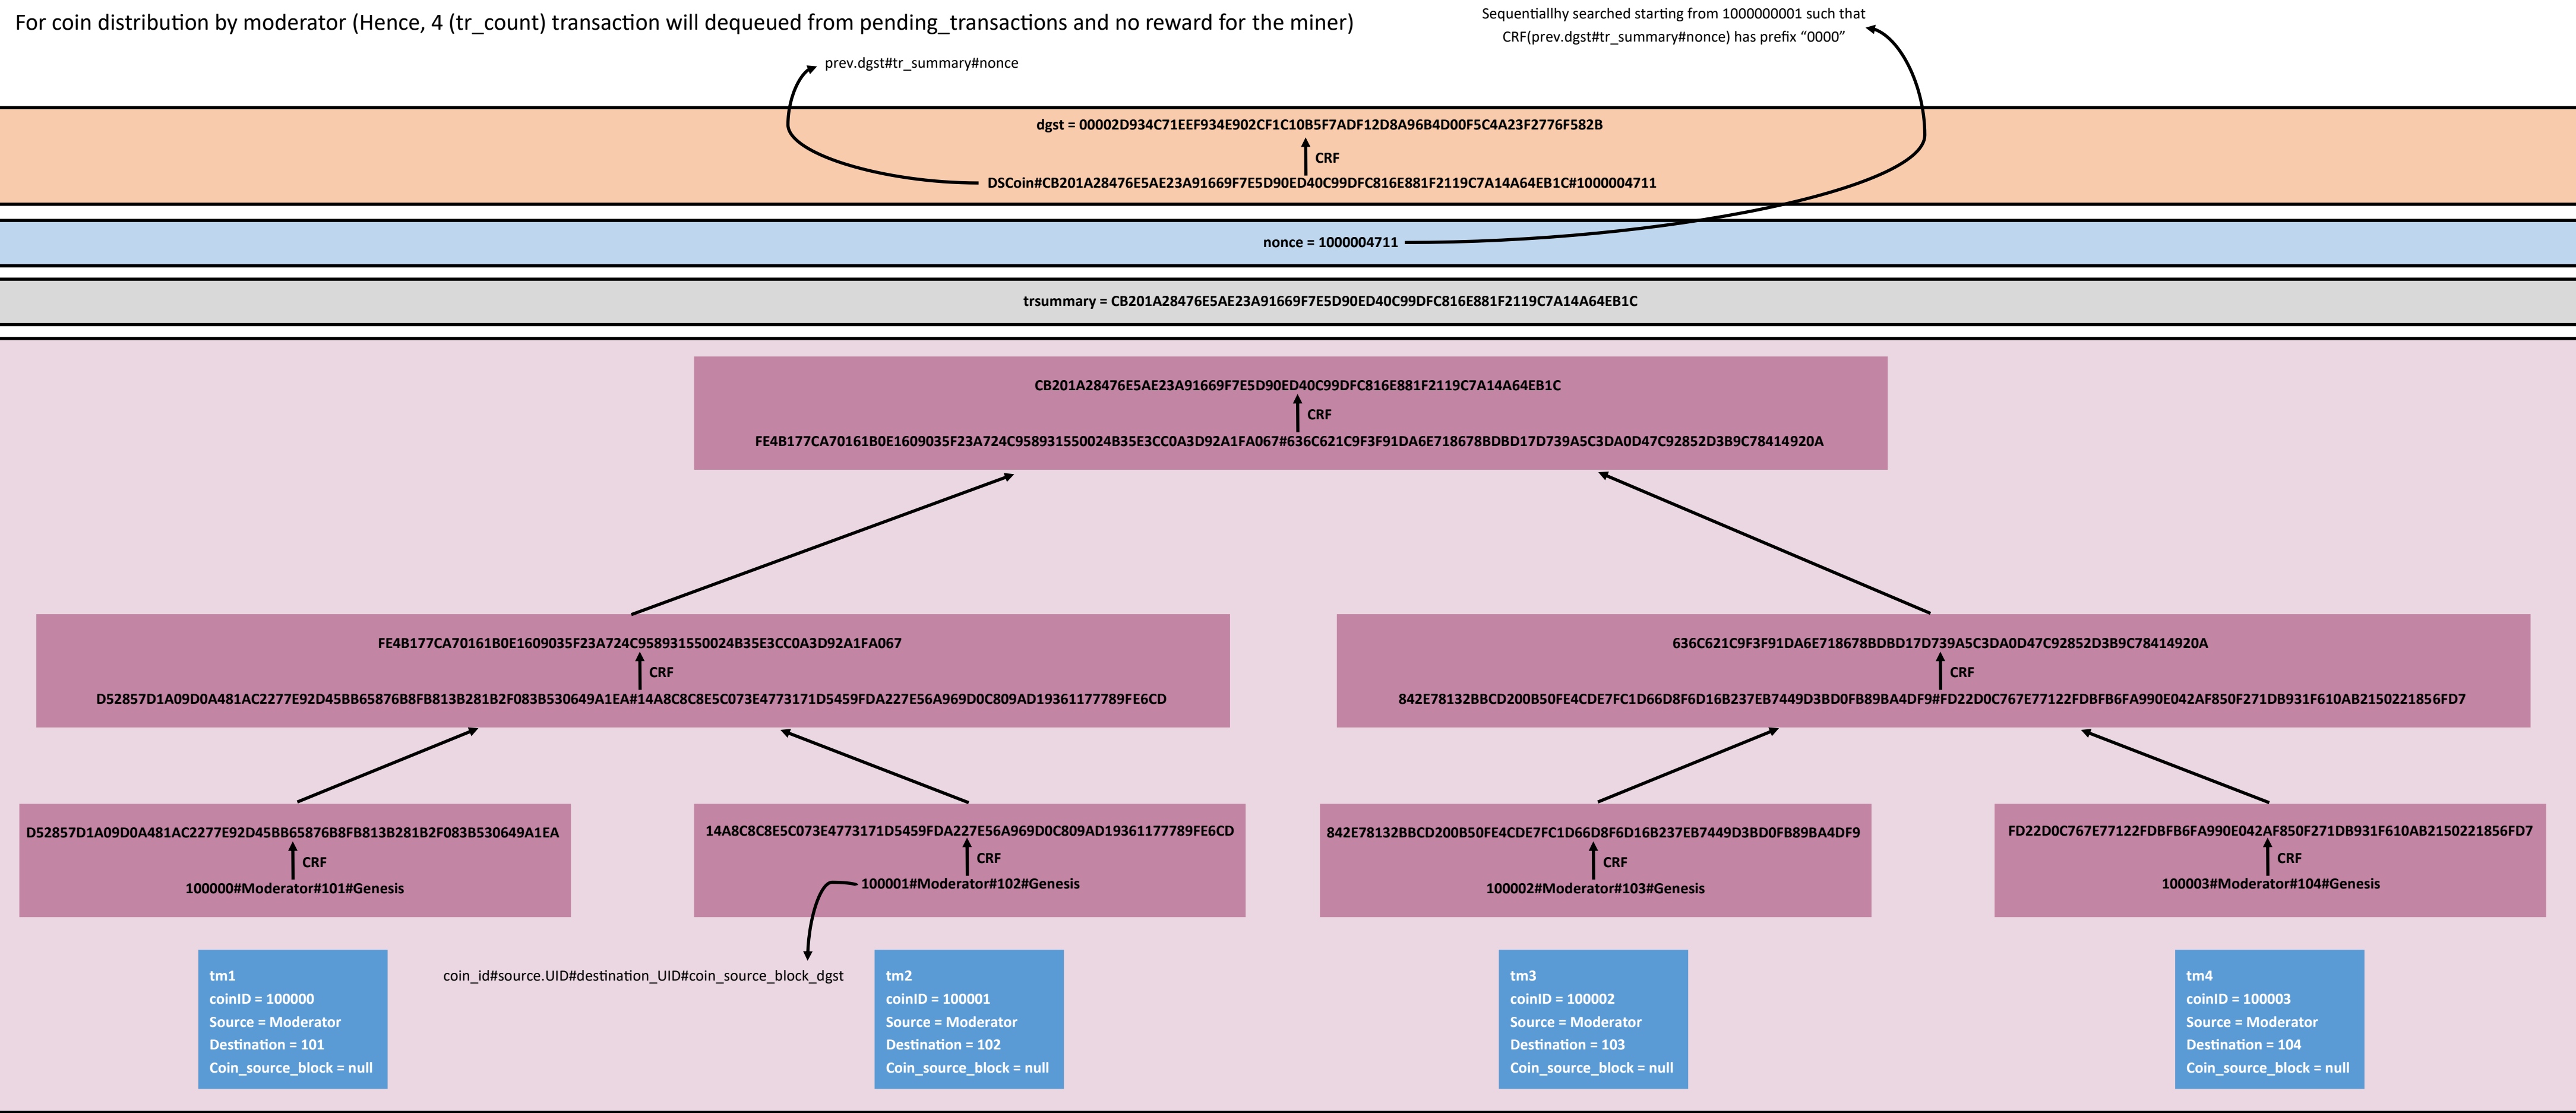 For coin distribution by moderator (Hence, 4 (tr_count) transaction will dequeued from pending_transactions and no reward for the miner)
Sequentiallhy searched starting from 1000000001 such that
CRF(prev.dgst#tr_summary#nonce) has prefix “0000”
prev.dgst#tr_summary#nonce
dgst = 00002D934C71EEF934E902CF1C10B5F7ADF12D8A96B4D00F5C4A23F2776F582B
CRF
DSCoin#CB201A28476E5AE23A91669F7E5D90ED40C99DFC816E881F2119C7A14A64EB1C#1000004711
nonce = 1000004711
trsummary = CB201A28476E5AE23A91669F7E5D90ED40C99DFC816E881F2119C7A14A64EB1C
CB201A28476E5AE23A91669F7E5D90ED40C99DFC816E881F2119C7A14A64EB1C
CRF
FE4B177CA70161B0E1609035F23A724C958931550024B35E3CC0A3D92A1FA067#636C621C9F3F91DA6E718678BDBD17D739A5C3DA0D47C92852D3B9C78414920A
FE4B177CA70161B0E1609035F23A724C958931550024B35E3CC0A3D92A1FA067
CRF
D52857D1A09D0A481AC2277E92D45BB65876B8FB813B281B2F083B530649A1EA#14A8C8C8E5C073E4773171D5459FDA227E56A969D0C809AD19361177789FE6CD
636C621C9F3F91DA6E718678BDBD17D739A5C3DA0D47C92852D3B9C78414920A
CRF
842E78132BBCD200B50FE4CDE7FC1D66D8F6D16B237EB7449D3BD0FB89BA4DF9#FD22D0C767E77122FDBFB6FA990E042AF850F271DB931F610AB2150221856FD7
D52857D1A09D0A481AC2277E92D45BB65876B8FB813B281B2F083B530649A1EA
CRF
100000#Moderator#101#Genesis
14A8C8C8E5C073E4773171D5459FDA227E56A969D0C809AD19361177789FE6CD
CRF
100001#Moderator#102#Genesis
842E78132BBCD200B50FE4CDE7FC1D66D8F6D16B237EB7449D3BD0FB89BA4DF9
CRF
100002#Moderator#103#Genesis
FD22D0C767E77122FDBFB6FA990E042AF850F271DB931F610AB2150221856FD7
CRF
100003#Moderator#104#Genesis
tm1
coinID = 100000
Source = Moderator
Destination = 101
Coin_source_block = null
coin_id#source.UID#destination_UID#coin_source_block_dgst
tm2
coinID = 100001
Source = Moderator
Destination = 102
Coin_source_block = null
tm3
coinID = 100002
Source = Moderator
Destination = 103
Coin_source_block = null
tm4
coinID = 100003
Source = Moderator
Destination = 104
Coin_source_block = null